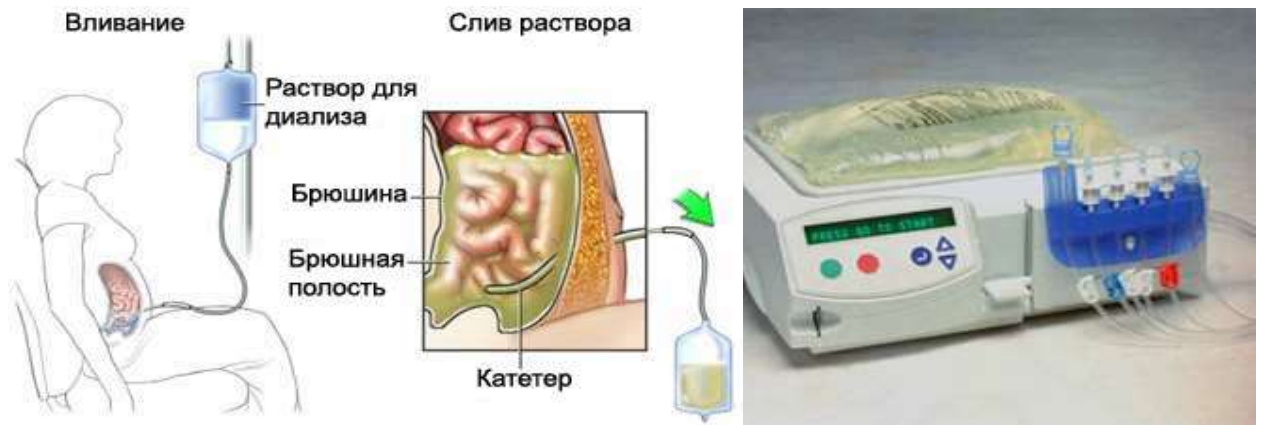 Вливание
Слив раствора
Раствор для
диализа
Брюшина
Брюшная
полость
Катетер
PRESS GO TO START